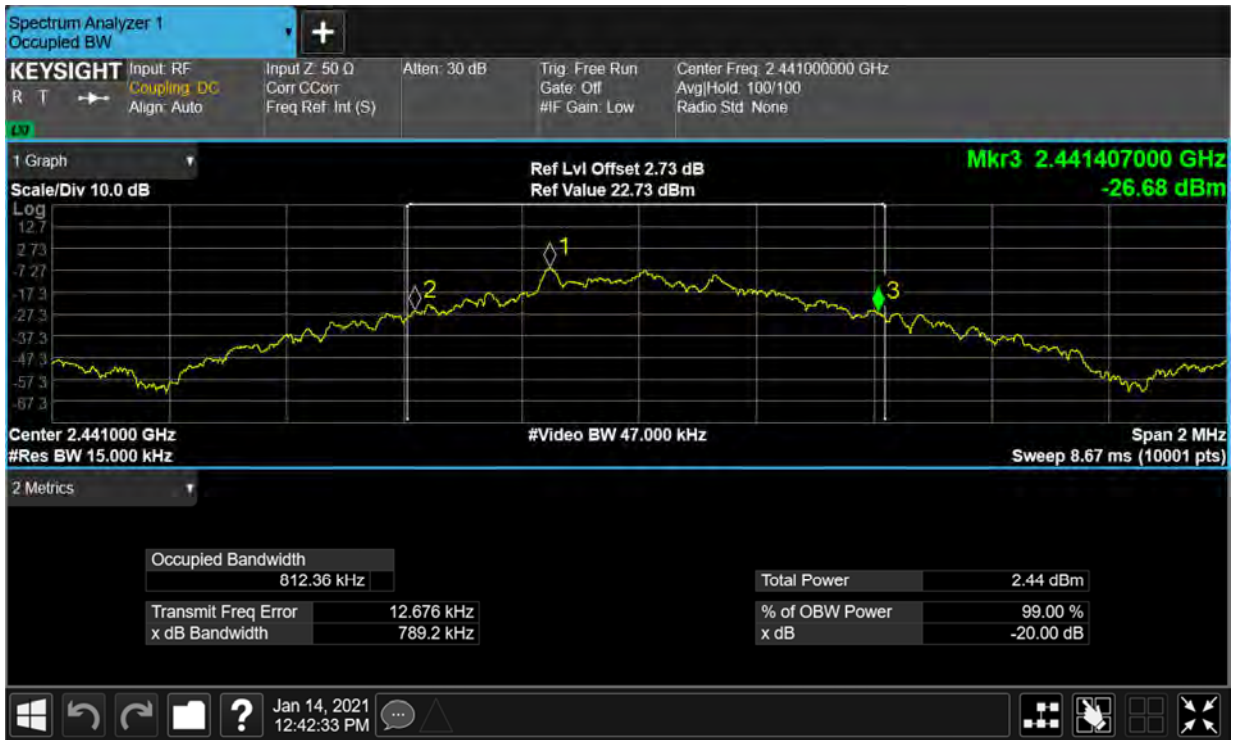 Spectrum Analyzer 1
Occupied BW
+
KEYSIGHT
R T
LXI
Input: RF
Coupling: DC
Align: Auto
Input Z: 50 Ω
Corr CCorr
Freq Ref: Int (S)
Atten: 30 dB
Trig: Free Run
Gate: Off
#IF Gain: Low
Center Freq: 2.441000000 GHz
Avg|Hold: 100/100
Radio Std: None
1 Graph
Scale/Div 10.0 dB
Ref Lvl Offset 2.73 dB
Ref Value 22.73 dBm
Mkr3 2.441407000 GHz
-26.68 dBm
Log
12.7
2.73
-7.27
-17.3
-27.3
-37.3
-47.3
-57.3
-67.3
1
2
3
Center 2.441000 GHz
#Res BW 15.000 kHz
#Video BW 47.000 kHz
Span 2 MHz
Sweep 8.67 ms (10001 pts)
2 Metrics
Occupied Bandwidth
812.36 kHz
Transmit Freq Error 12.676 kHz
x dB Bandwidth 789.2 kHz
Total Power 2.44 dBm
% of OBW Power 99.00 %
x dB -20.00 dB
?
Jan 14, 2021
12:42:33 PM